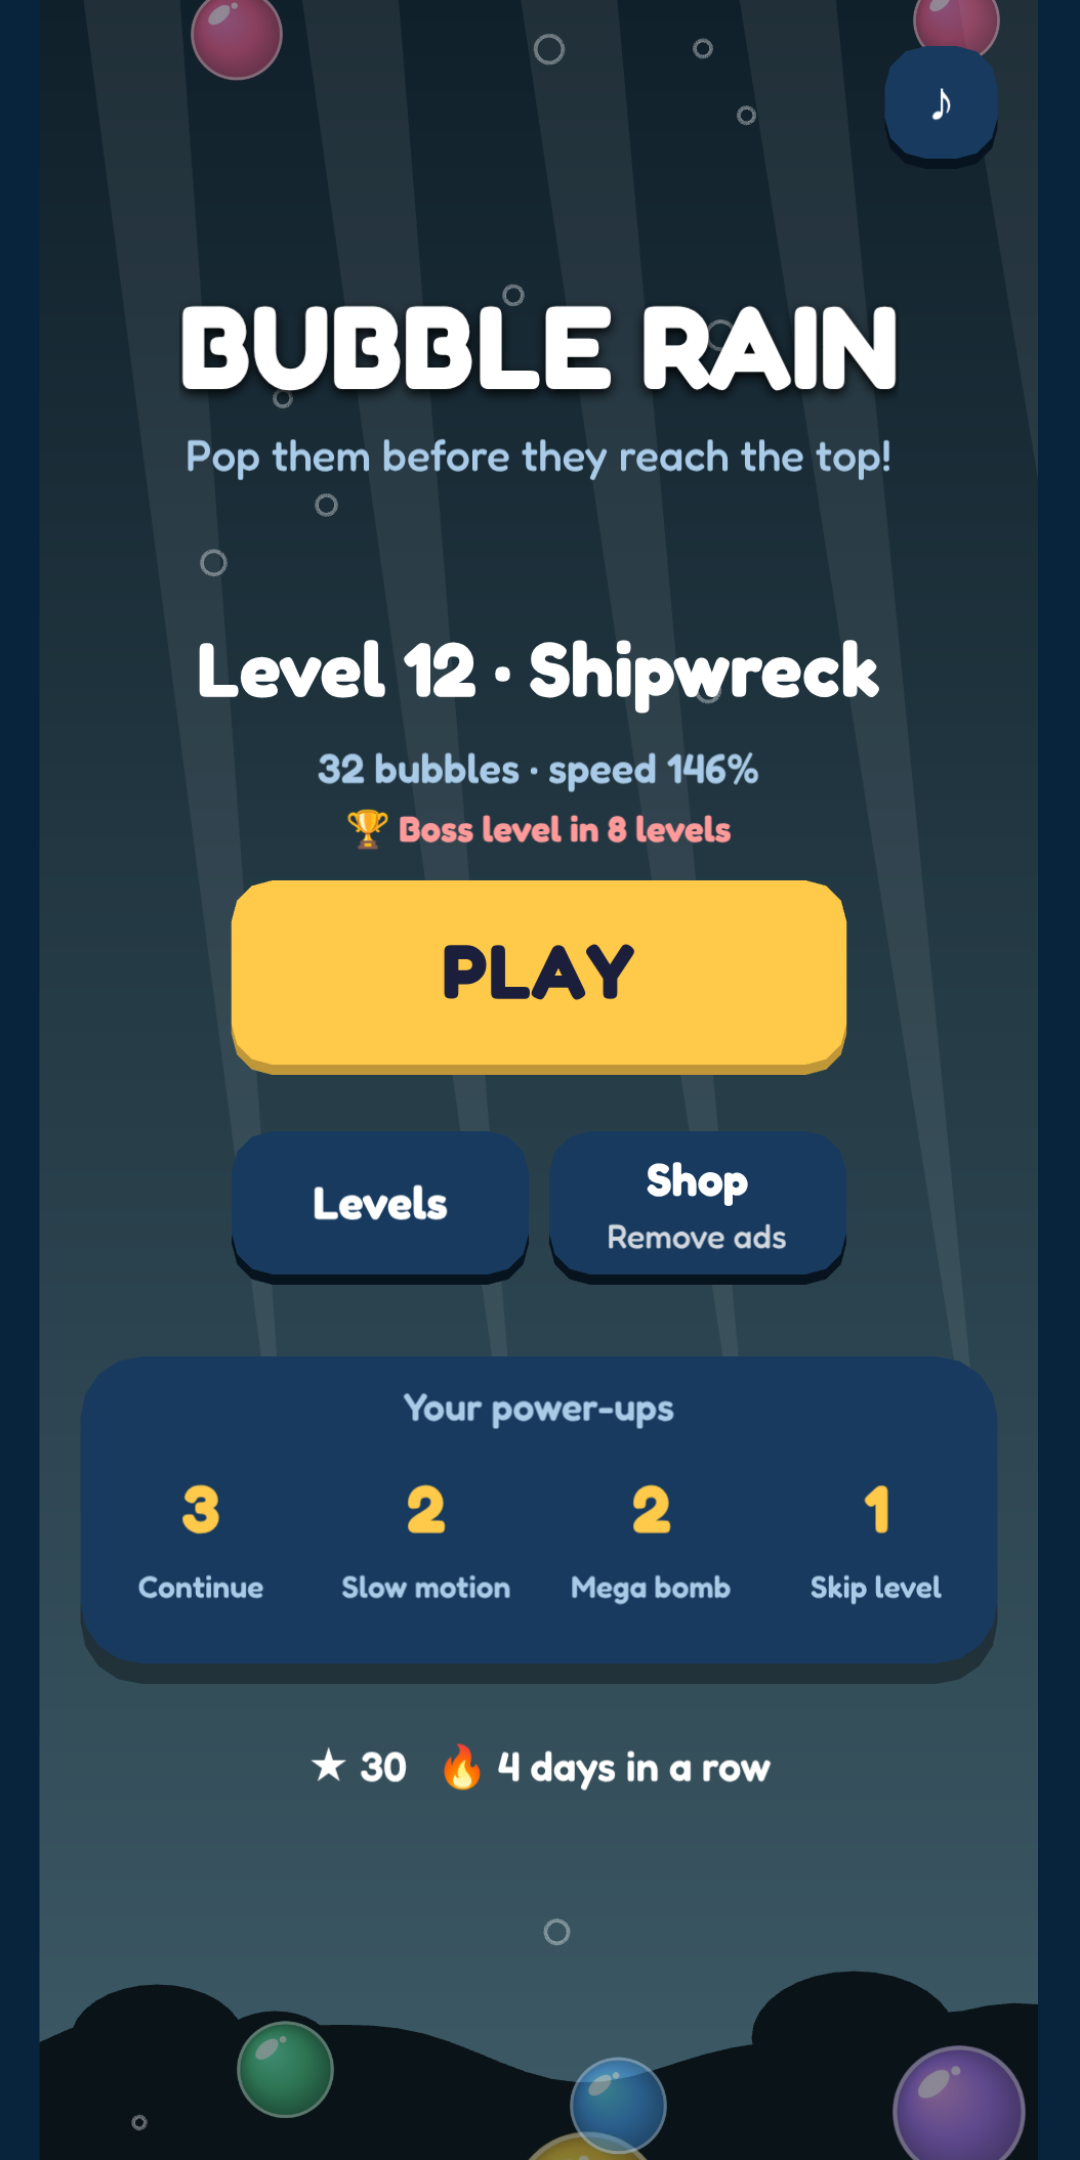 ♪
BUBBLE RAIN
Pop them before they reach the top!
Level 12 · Shipwreck
32 bubbles · speed 146%
🏆 Boss level in 8 levels
PLAY
Levels
Shop
Remove ads
Your power-ups
3 2 2 1
Continue Slow motion Mega bomb Skip level
★ 30 🔥 4 days in a row